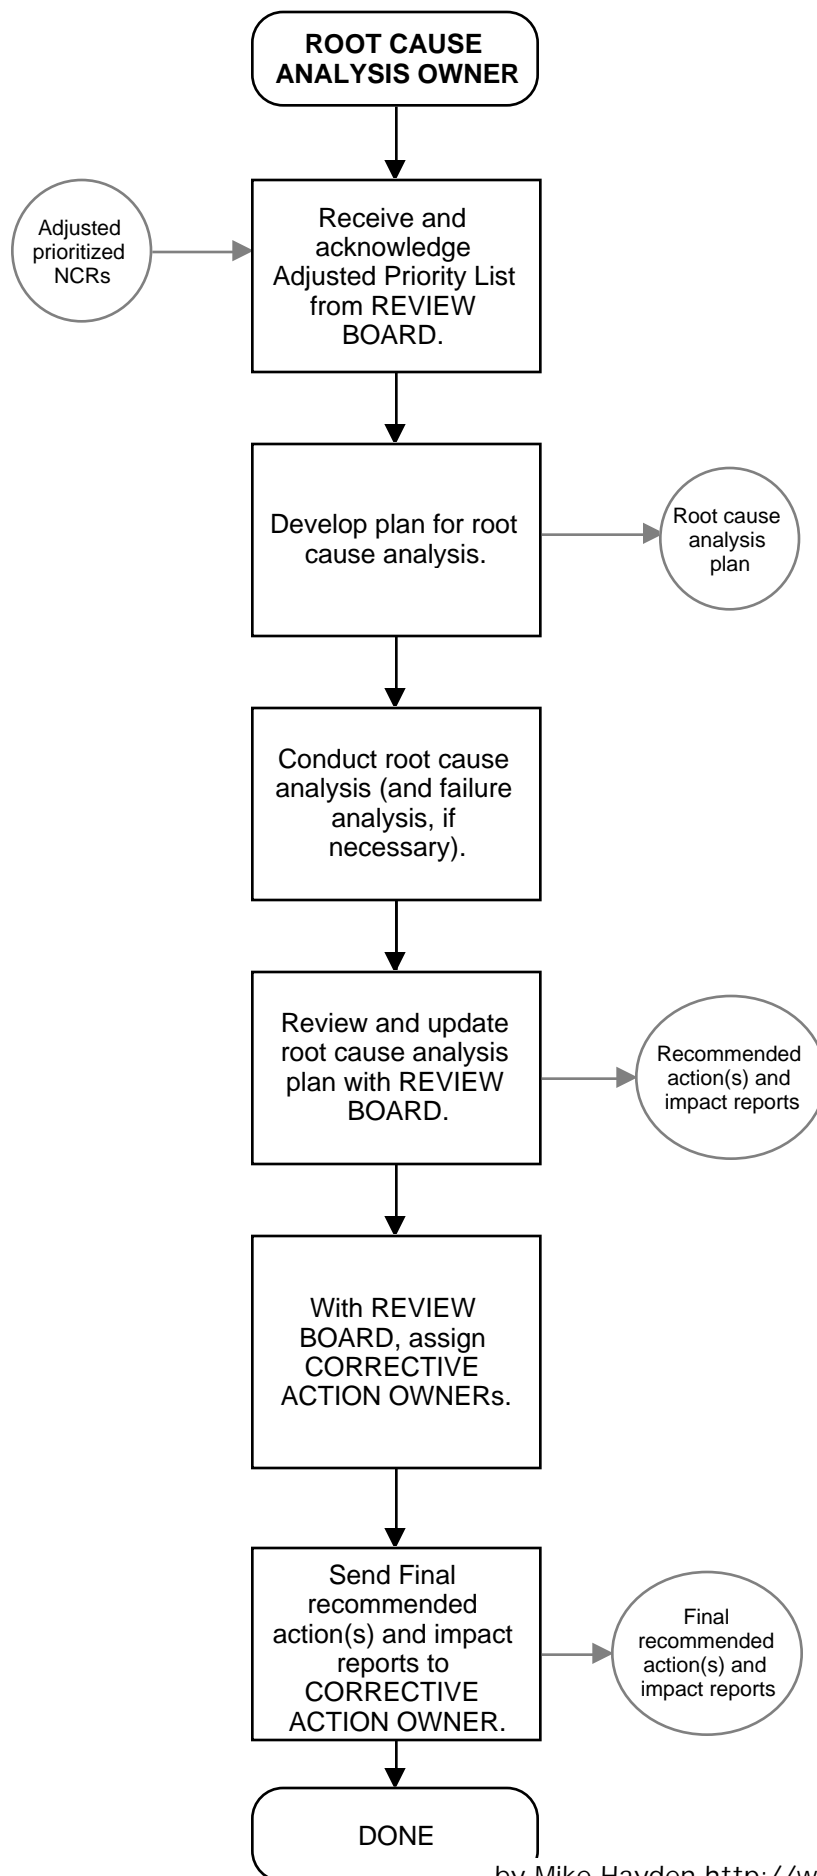 ROOT CAUSE
ANALYSIS OWNER
Adjusted
prioritized
NCRs
Receive and
acknowledge
Adjusted Priority List
from REVIEW
BOARD.
Develop plan for root
cause analysis.
Root cause
analysis
plan
Conduct root cause
analysis (and failure
analysis, if
necessary).
Review and update
root cause analysis
plan with REVIEW
BOARD.
Recommended
action(s) and
impact reports
With REVIEW
BOARD, assign
CORRECTIVE
ACTION OWNERs.
Send Final
recommended
action(s) and impact
reports to
CORRECTIVE
ACTION OWNER.
Final
recommended
action(s) and
impact reports
DONE
by Mike Hayden http://w